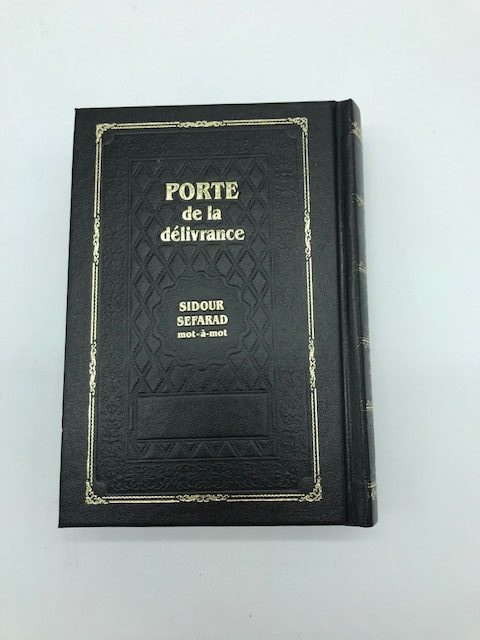 PORTE
de la
délivrance
SIDOUR
SEFARAD
mot-à-mot